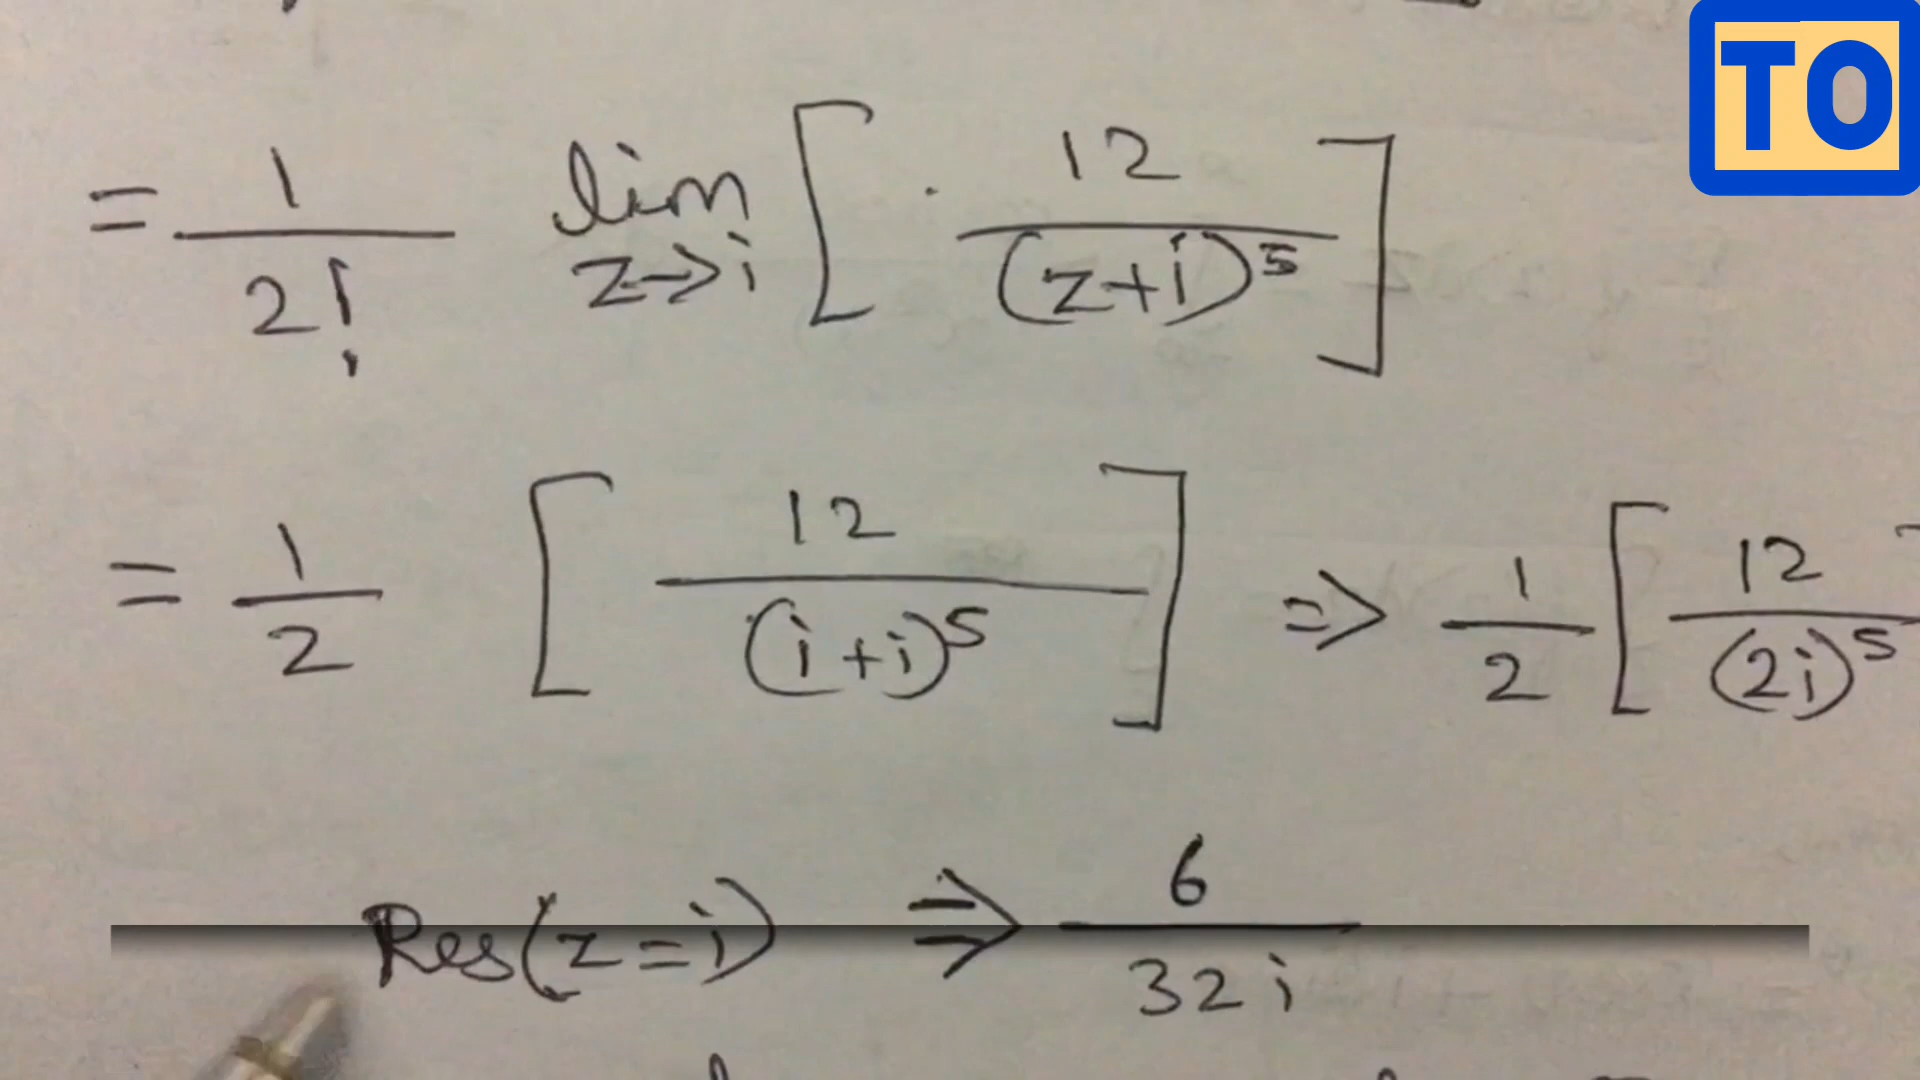 TO
= 1/2! lim z→i [ 12/(z+i)^5 ]
= 1/2 [ 12/(i+i)^5 ] ⇒ 1/2 [ 12/(2i)^5
Res(z=i) ⇒ 6/32i